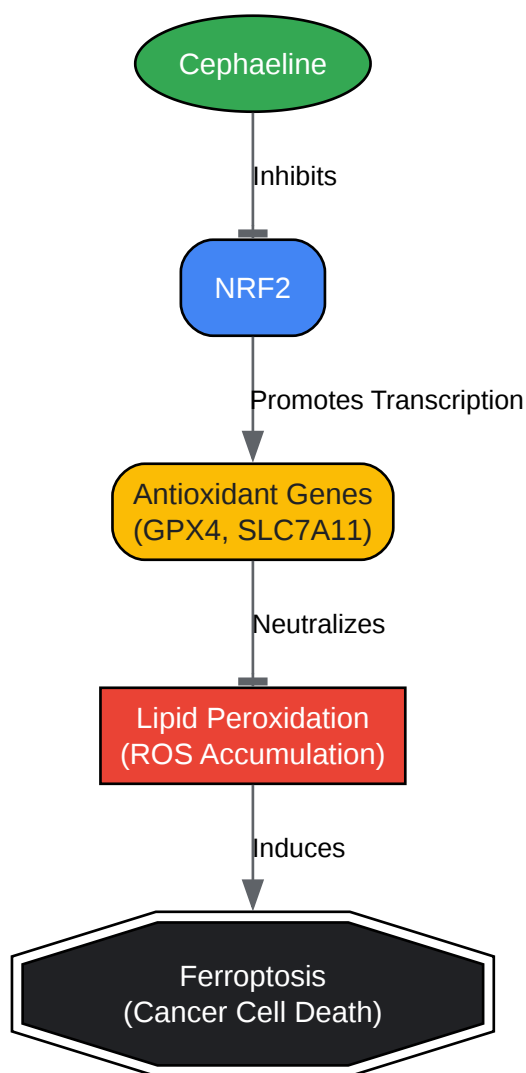 Cephaeline
Inhibits
NRF2
Promotes Transcription
Antioxidant Genes
(GPX4, SLC7A11)
Neutralizes
Lipid Peroxidation
(ROS Accumulation)
Induces
Ferroptosis
(Cancer Cell Death)